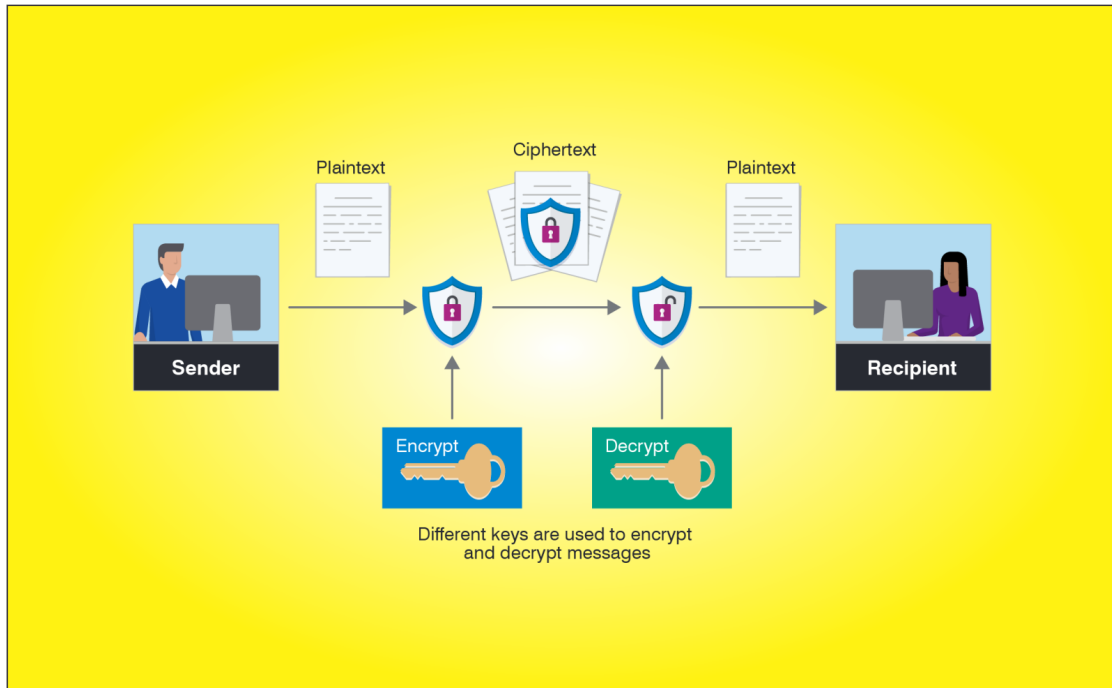 Plaintext
Ciphertext
Plaintext
Sender
Recipient
Encrypt
Decrypt
Different keys are used to encrypt
and decrypt messages